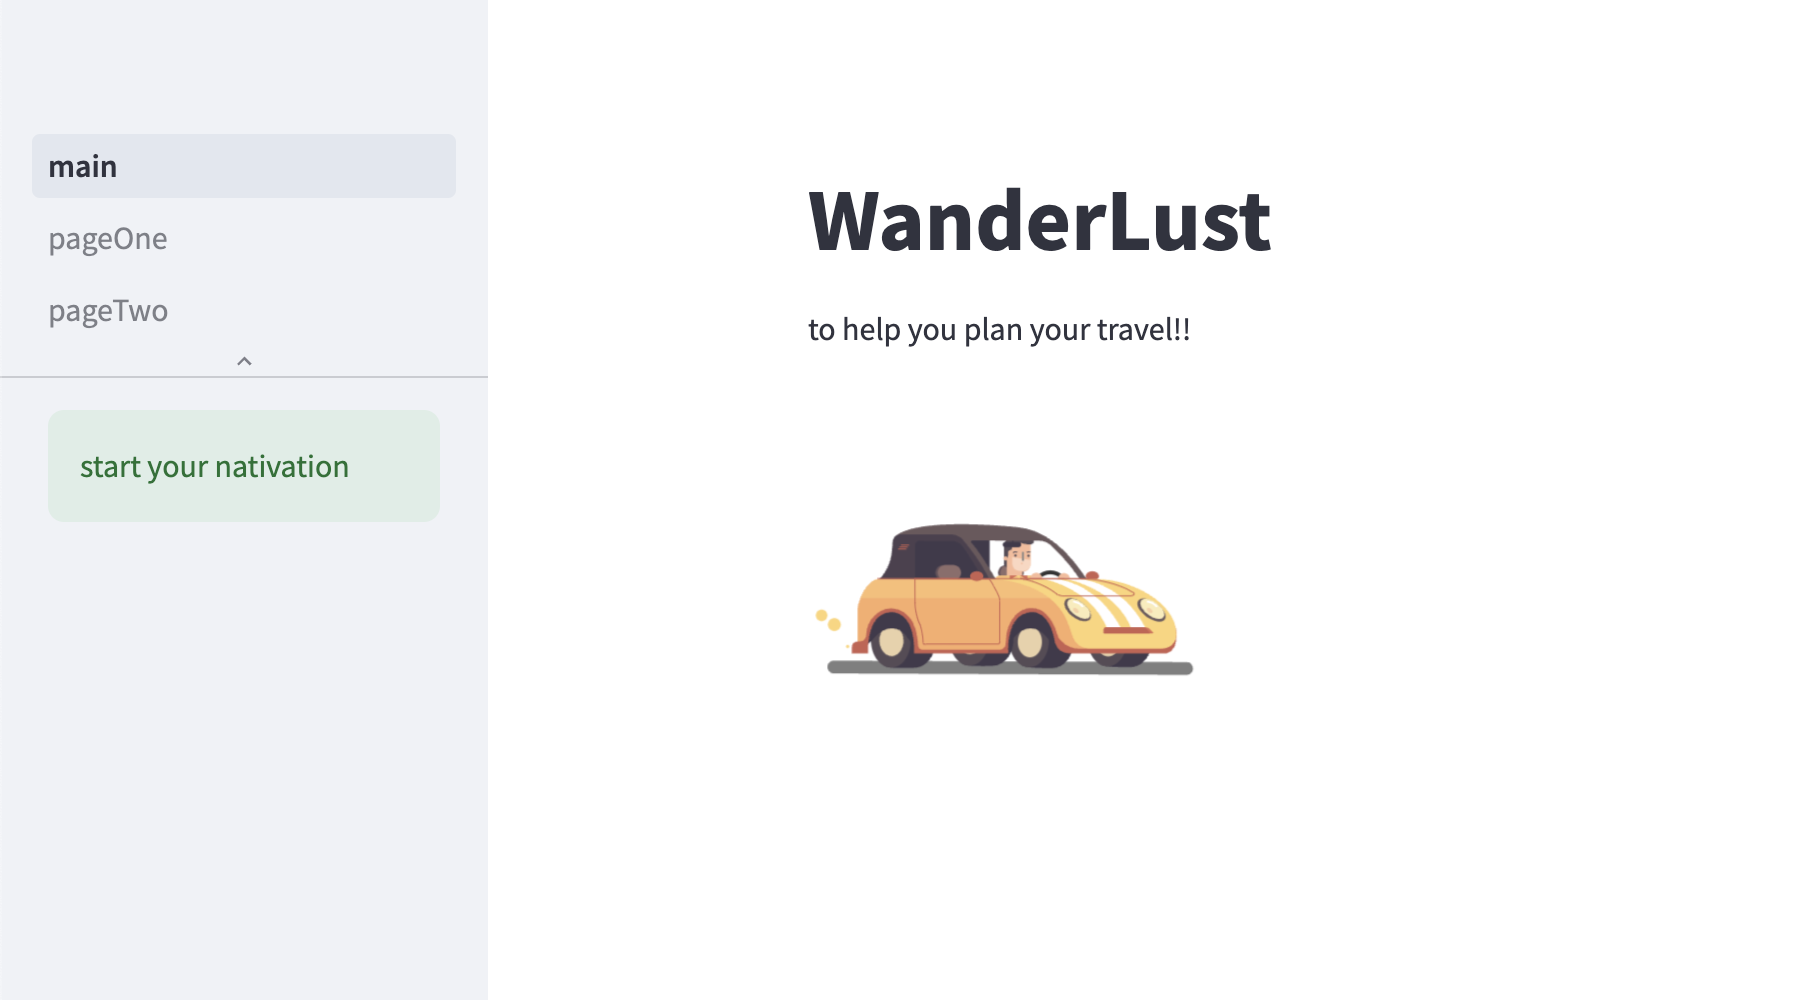 main
pageOne
pageTwo
start your nativation
WanderLust
to help you plan your travel!!